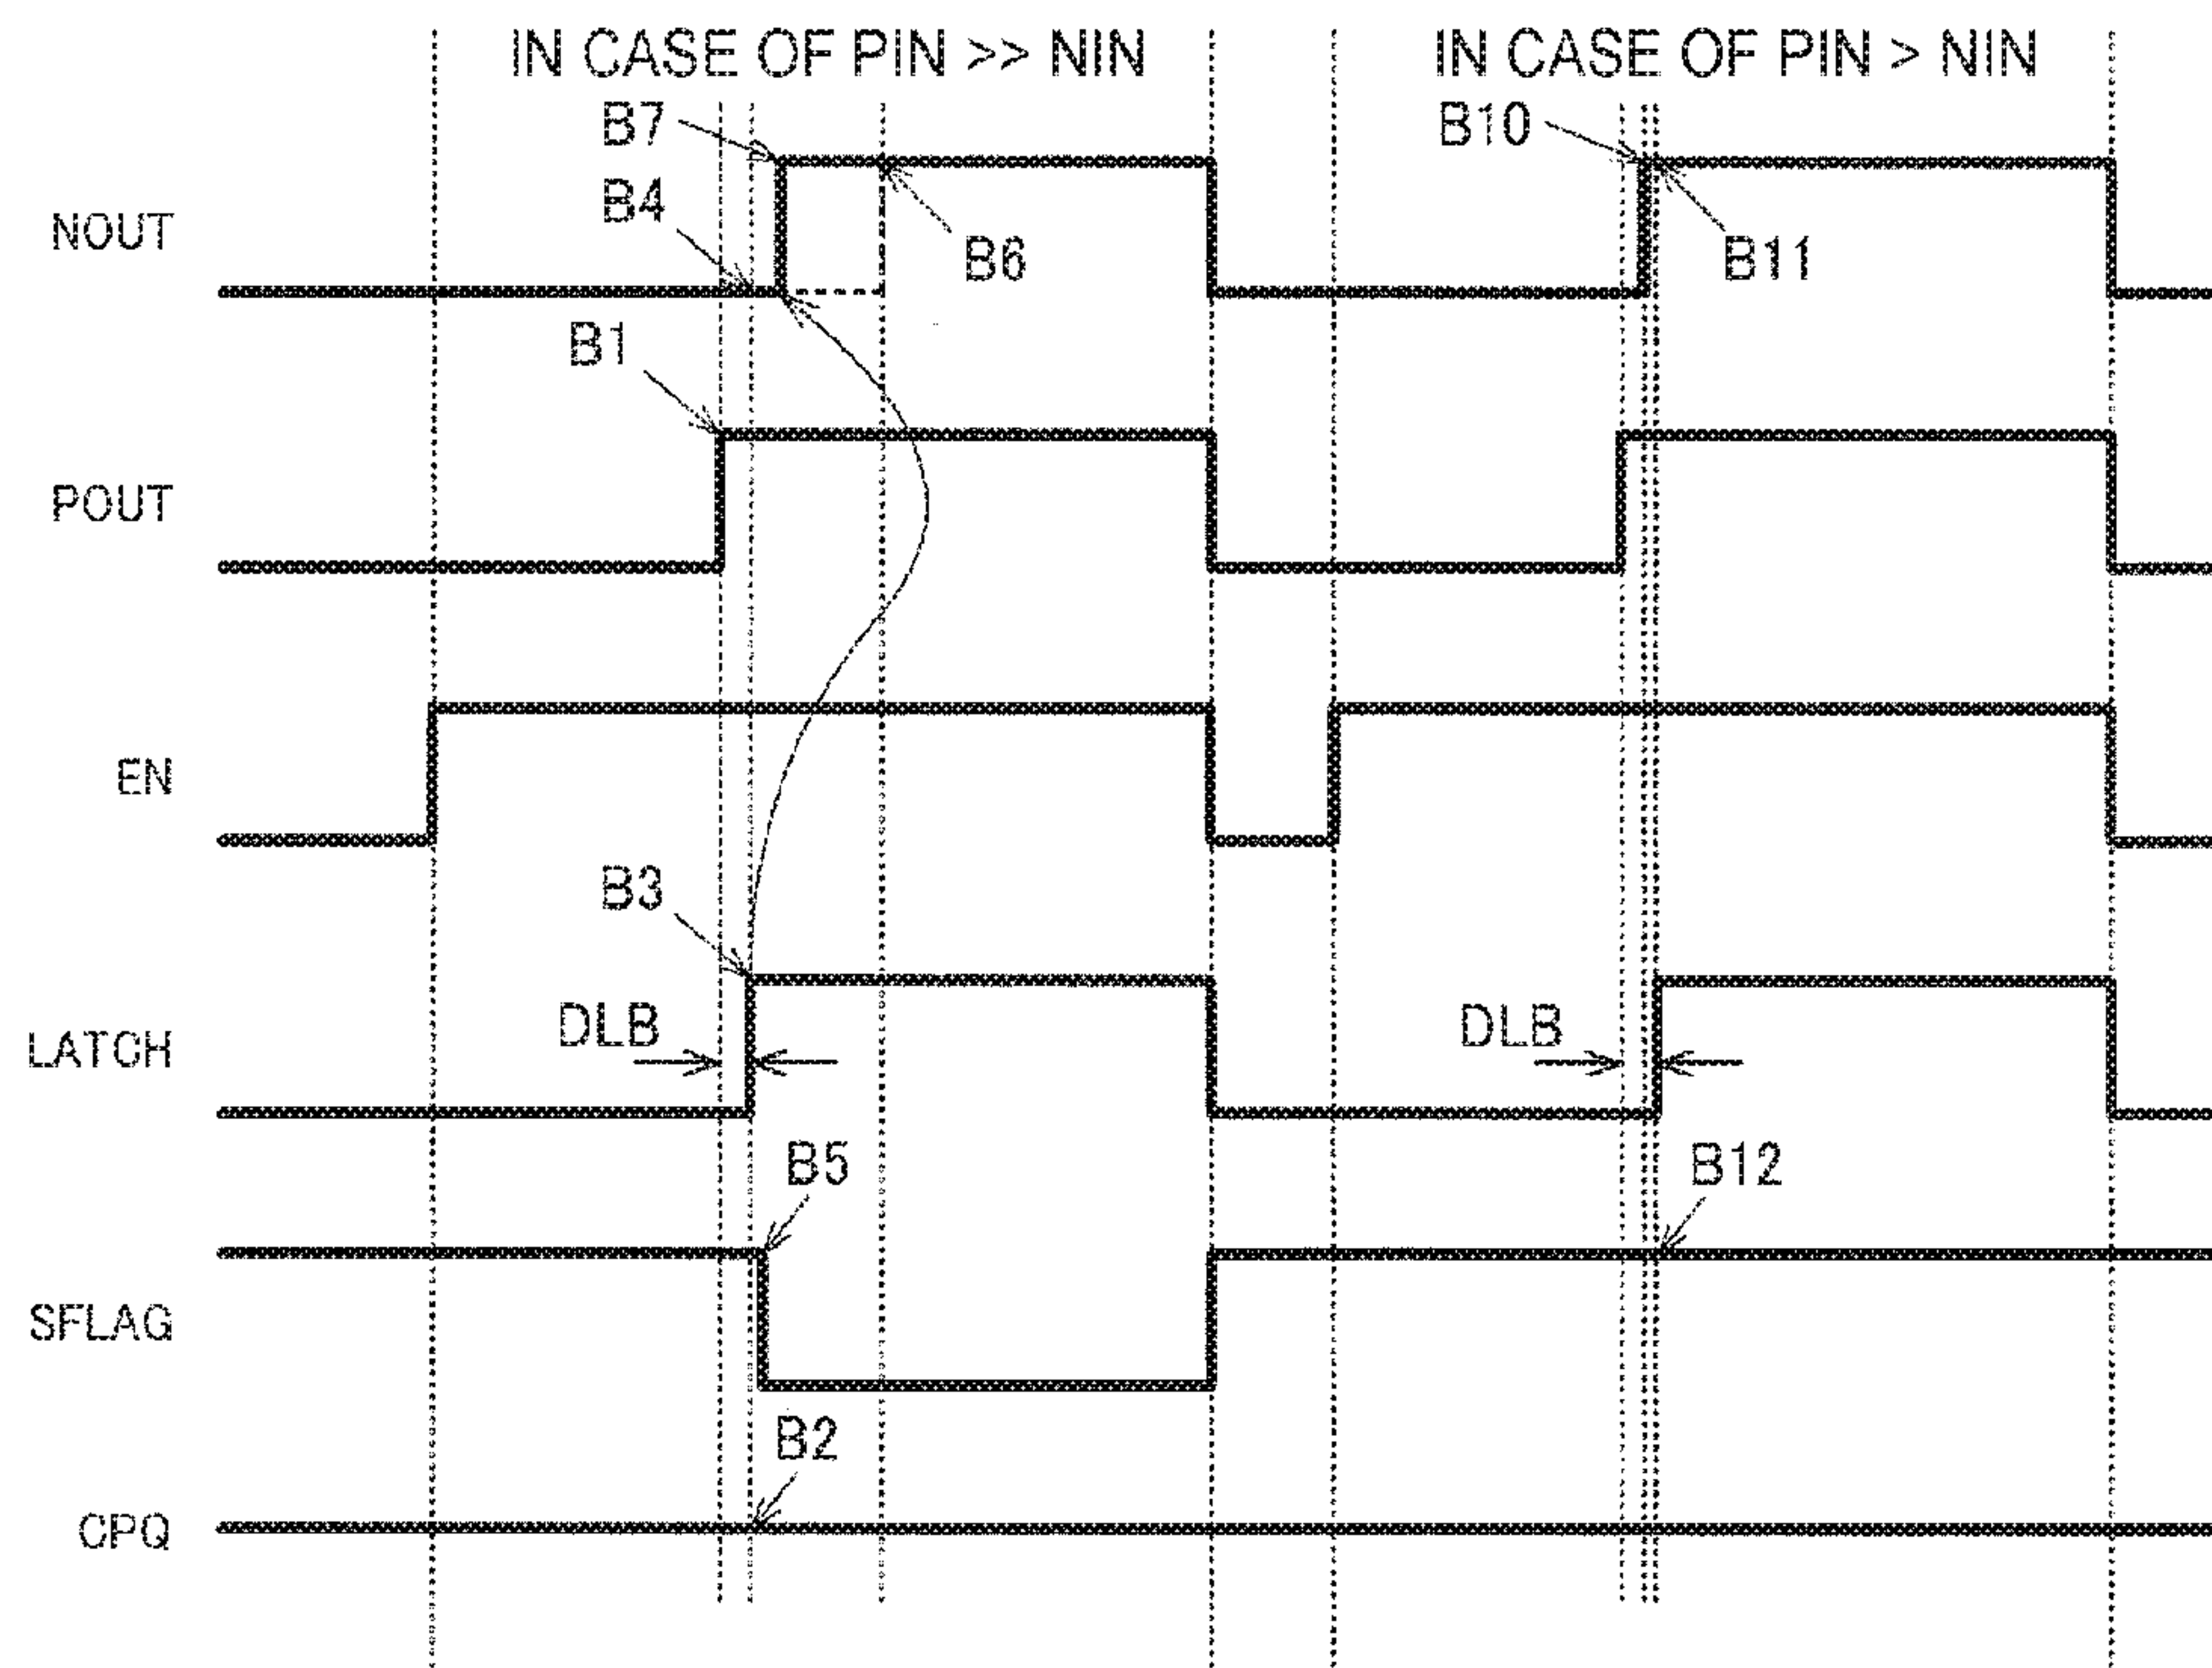 IN CASE OF PIN >> NIN
IN CASE OF PIN > NIN
B7
B10
B4
NOUT
B6
B11
B1
POUT
EN
B3
LATCH
DLB
DLB
B5
B12
SFLAG
B2
CPQ